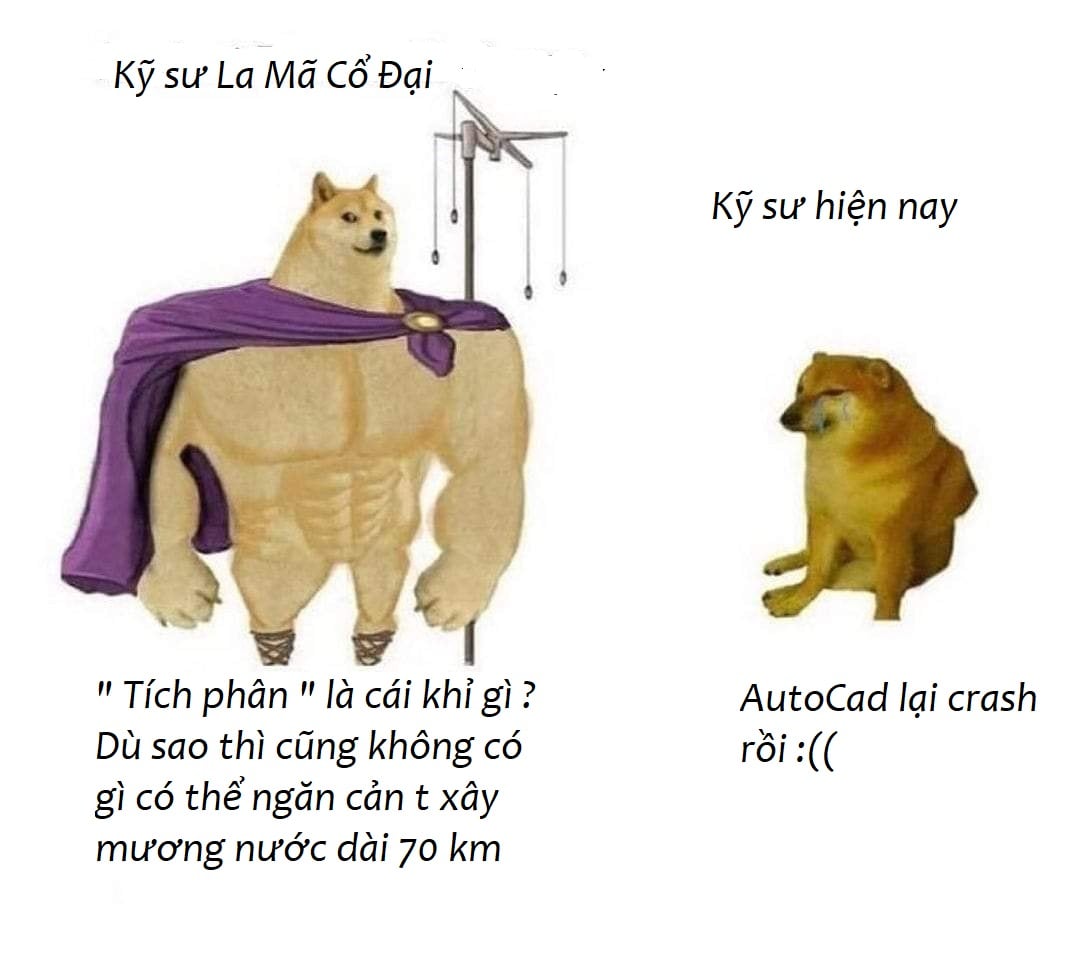 Kỹ sư La Mã Cổ Đại
Kỹ sư hiện nay
" Tích phân " là cái khỉ gì ?
Dù sao thì cũng không có
gì có thể ngăn cản t xây
mương nước dài 70 km
AutoCad lại crash
rồi :((